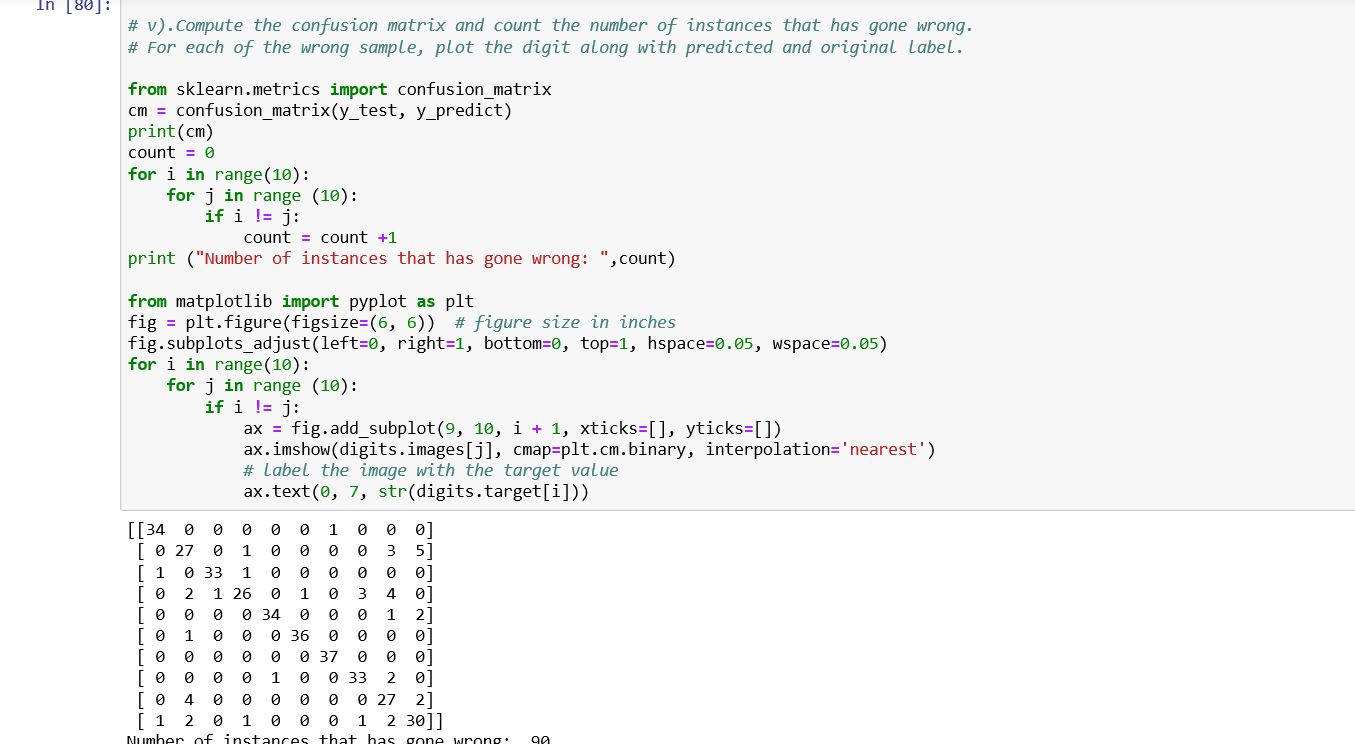 In [80]:
# v).Compute the confusion matrix and count the number of instances that has gone wrong.
# For each of the wrong sample, plot the digit along with predicted and original label.
from sklearn.metrics import confusion_matrix
cm = confusion_matrix(y_test, y_predict)
print(cm)
count = 0
for i in range(10):
    for j in range (10):
        if i != j:
            count = count +1
print ("Number of instances that has gone wrong: ",count)
from matplotlib import pyplot as plt
fig = plt.figure(figsize=(6, 6))  # figure size in inches
fig.subplots_adjust(left=0, right=1, bottom=0, top=1, hspace=0.05, wspace=0.05)
for i in range(10):
    for j in range (10):
        if i != j:
            ax = fig.add_subplot(9, 10, i + 1, xticks=[], yticks=[])
            ax.imshow(digits.images[j], cmap=plt.cm.binary, interpolation='nearest')
            # label the image with the target value
            ax.text(0, 7, str(digits.target[i]))
[[34  0  0  0  0  0  1  0  0  0]
 [ 0 27  0  1  0  0  0  0  3  5]
 [ 1  0 33  1  0  0  0  0  0  0]
 [ 0  2  1 26  0  1  0  3  4  0]
 [ 0  0  0  0 34  0  0  0  1  2]
 [ 0  1  0  0  0 36  0  0  0  0]
 [ 0  0  0  0  0  0 37  0  0  0]
 [ 0  0  0  0  1  0  0 33  2  0]
 [ 0  4  0  0  0  0  0  0 27  2]
 [ 1  2  0  1  0  0  0  1  2 30]]
Number of instances that has gone wrong:  90